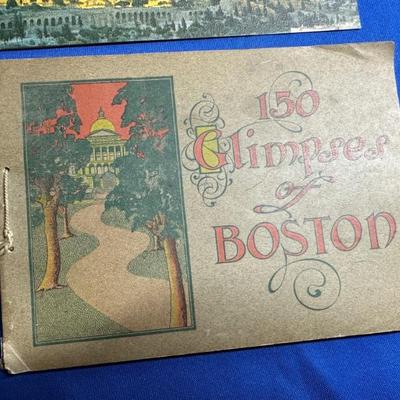 150
Glimpses
of
BOSTON